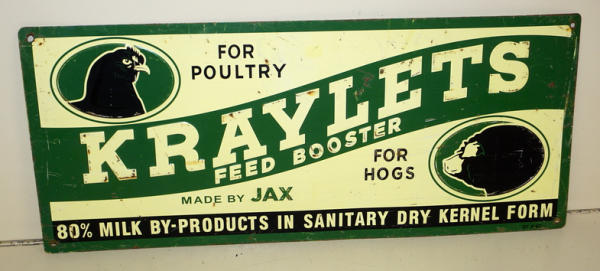 FOR
POULTRY
KRAYLETS
FEED BOOSTER
FOR
HOGS
MADE BY JAX
80% MILK BY-PRODUCTS IN SANITARY DRY KERNEL FORM